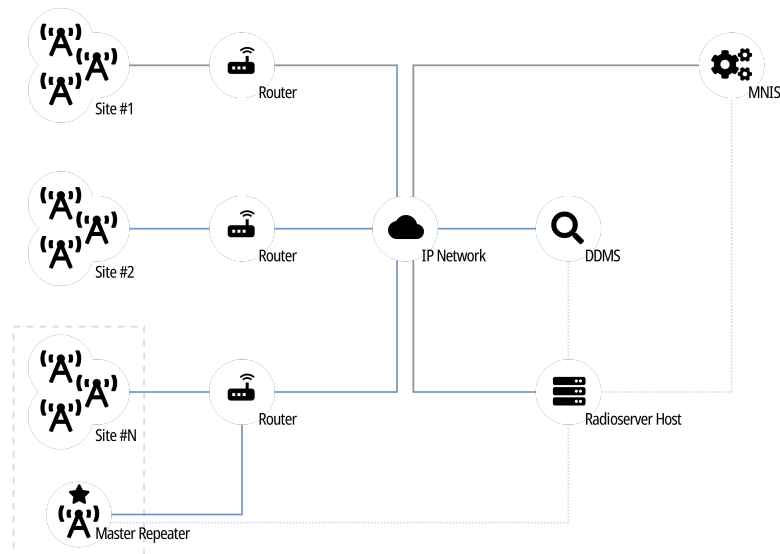 Site #1
Router
MNIS
Site #2
Router
IP Network
DDMS
Site #N
Router
Radioserver Host
Master Repeater